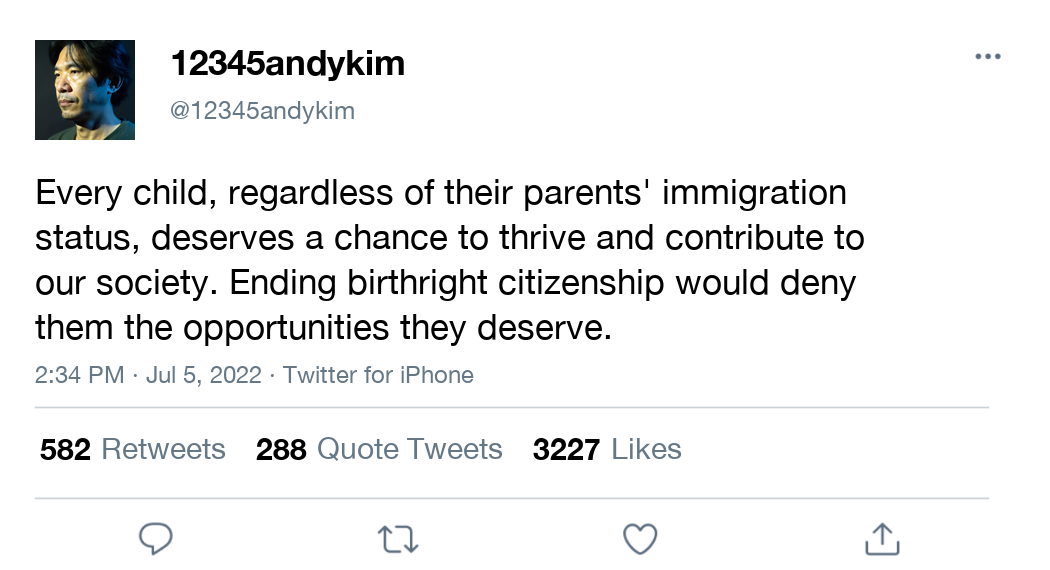 12345andykim
@12345andykim
Every child, regardless of their parents' immigration
status, deserves a chance to thrive and contribute to
our society. Ending birthright citizenship would deny
them the opportunities they deserve.
2:34 PM · Jul 5, 2022 · Twitter for iPhone
582 Retweets 288 Quote Tweets 3227 Likes